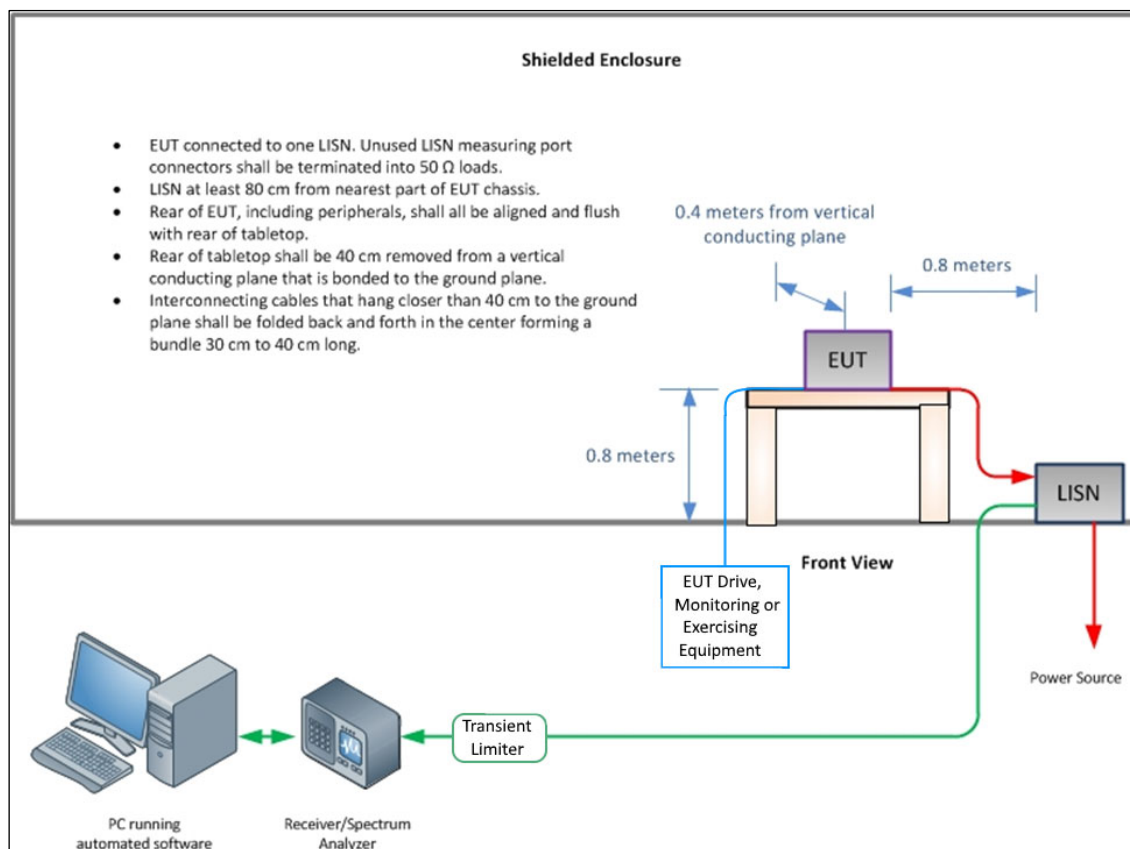 Shielded Enclosure
• EUT connected to one LISN. Unused LISN measuring port
connectors shall be terminated into 50 Ω loads.
• LISN at least 80 cm from nearest part of EUT chassis.
• Rear of EUT, including peripherals, shall all be aligned and flush
with rear of tabletop.
• Rear of tabletop shall be 40 cm removed from a vertical
conducting plane that is bonded to the ground plane.
• Interconnecting cables that hang closer than 40 cm to the ground
plane shall be folded back and forth in the center forming a
bundle 30 cm to 40 cm long.
0.4 meters from vertical
conducting plane
0.8 meters
EUT
0.8 meters
LISN
Front View
EUT Drive,
Monitoring or
Exercising
Equipment
Power Source
Transient
Limiter
PC running
automated software
Receiver/Spectrum
Analyzer